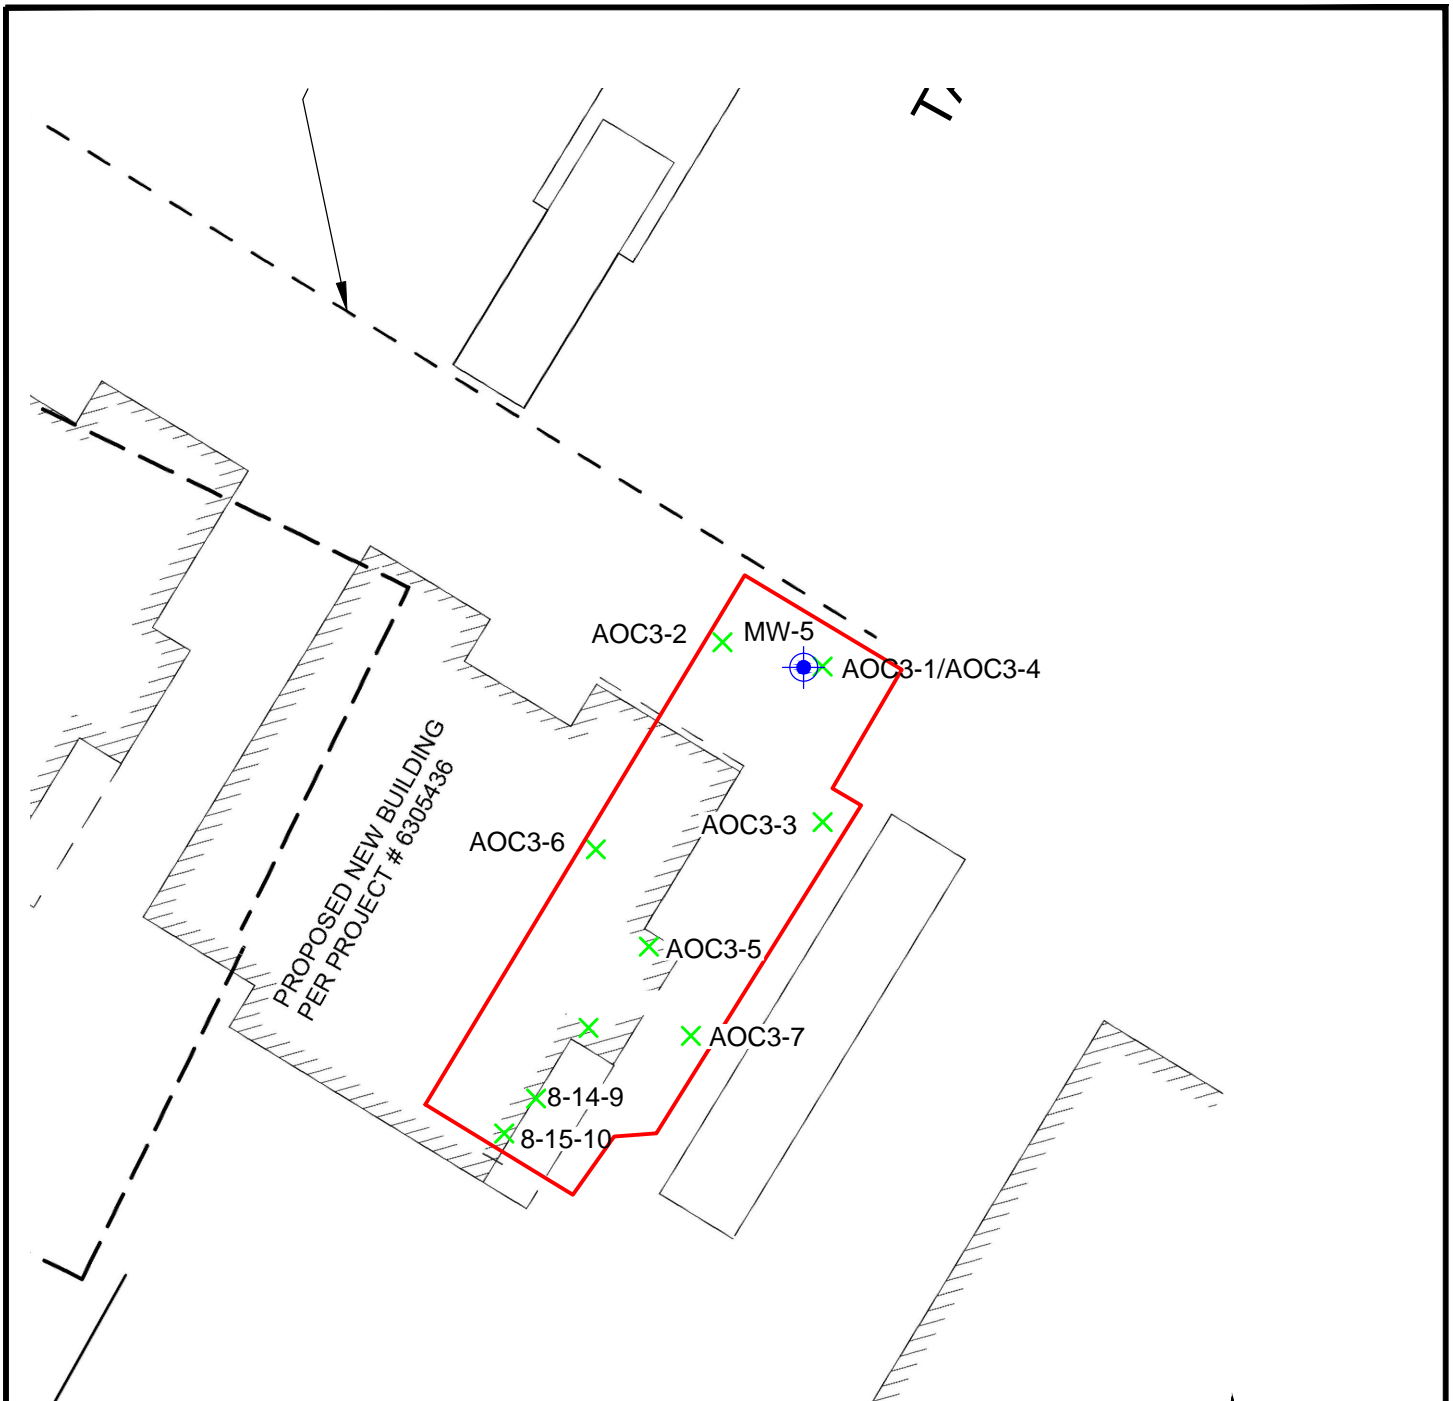 AOC3-2
MW-5
AOC3-1/AOC3-4
PROPOSED NEW BUILDING
PER PROJECT # 6305436
AOC3-3
AOC3-6
AOC3-5
AOC3-7
8-14-9
8-15-10